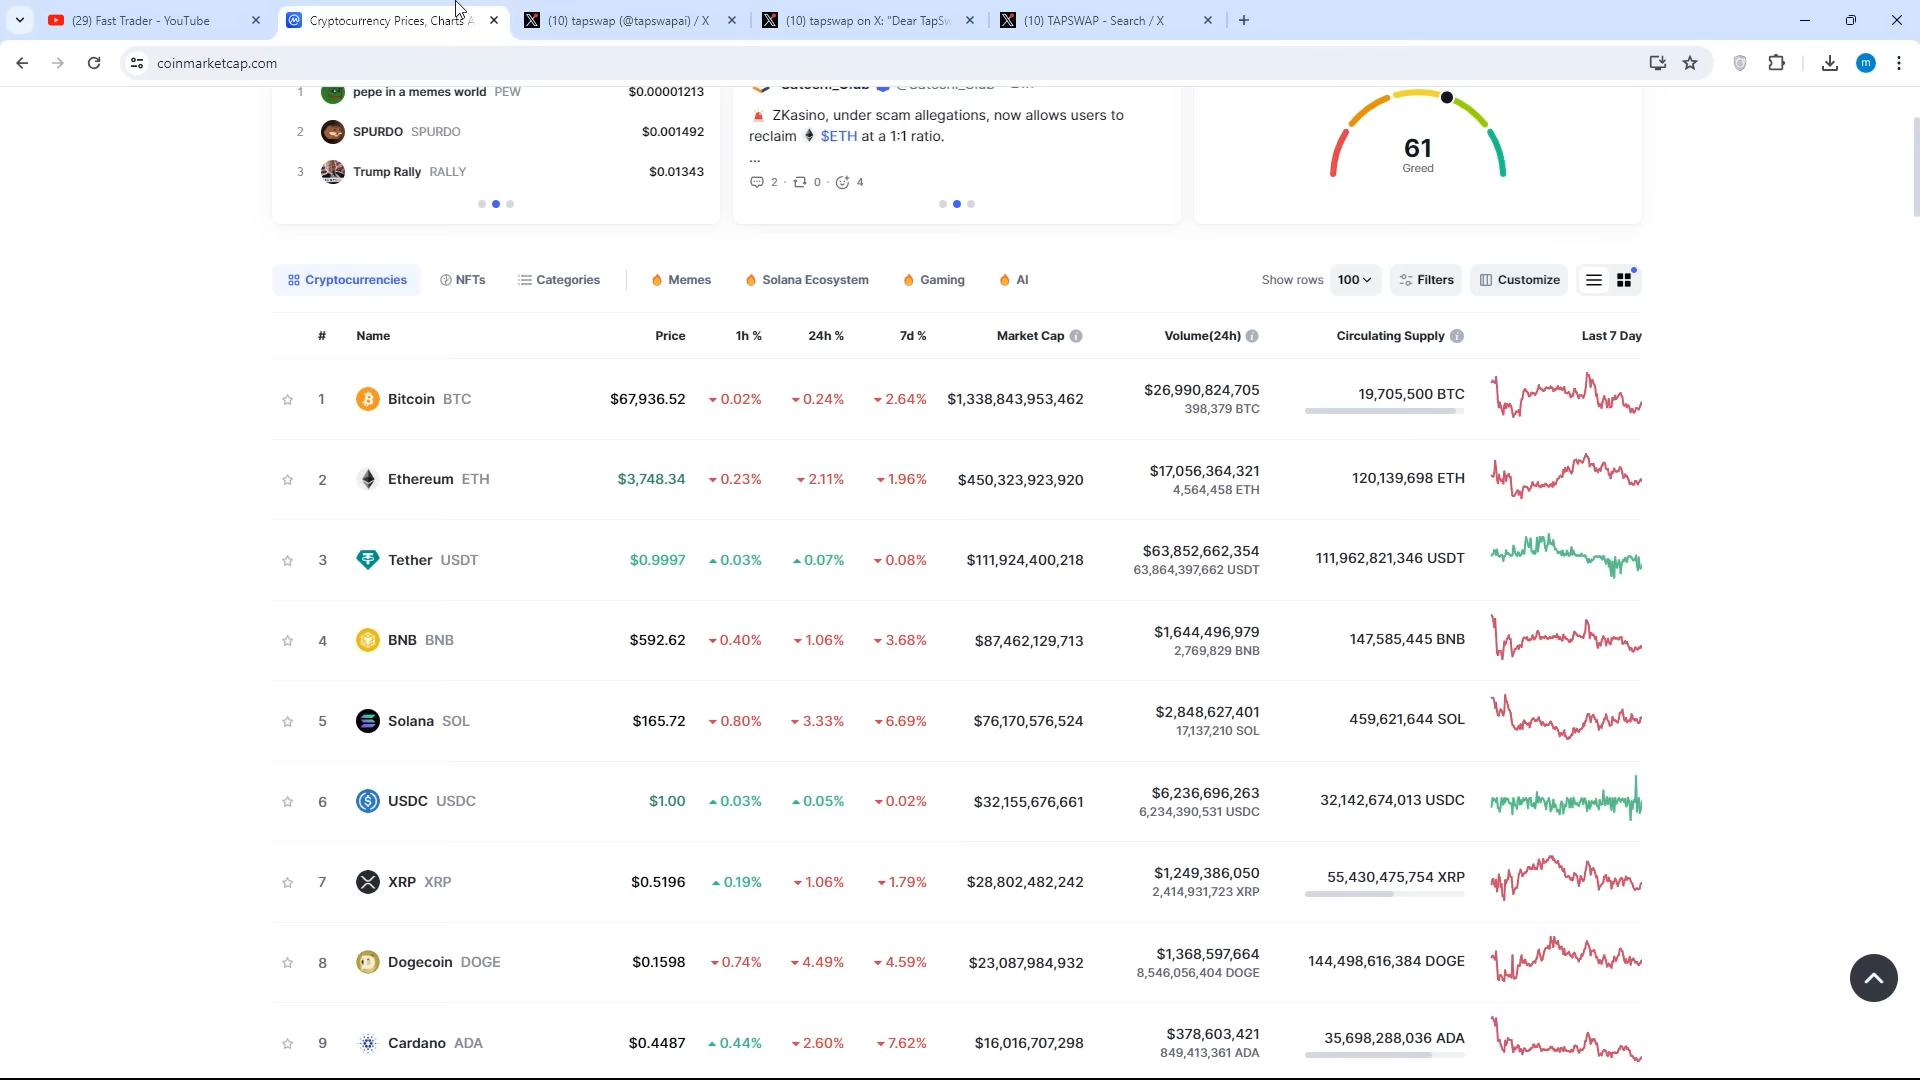 (29) Fast Trader - YouTube
Cryptocurrency Prices, Charts A
(10) tapswap (@tapswapai) / X
(10) tapswap on X: "Dear TapSw
(10) TAPSWAP - Search / X
coinmarketcap.com
m
1 pepe in a memes world PEW $0.00001213
2 SPURDO SPURDO $0.001492
3 Trump Rally RALLY $0.01343
ZKasino, under scam allegations, now allows users to
reclaim $ETH at a 1:1 ratio.
...
2 · 0 · 4
61
Greed
Cryptocurrencies NFTs Categories Memes Solana Ecosystem Gaming AI Show rows 100 Filters Customize
# Name Price 1h % 24h % 7d % Market Cap Volume(24h) Circulating Supply Last 7 Day
1 Bitcoin BTC $67,936.52 0.02% 0.24% 2.64% $1,338,843,953,462 $26,990,824,705 19,705,500 BTC
398,379 BTC
2 Ethereum ETH $3,748.34 0.23% 2.11% 1.96% $450,323,923,920 $17,056,364,321 120,139,698 ETH
4,564,458 ETH
3 Tether USDT $0.9997 0.03% 0.07% 0.08% $111,924,400,218 $63,852,662,354 111,962,821,346 USDT
63,864,397,662 USDT
4 BNB BNB $592.62 0.40% 1.06% 3.68% $87,462,129,713 $1,644,496,979 147,585,445 BNB
2,769,829 BNB
5 Solana SOL $165.72 0.80% 3.33% 6.69% $76,170,576,524 $2,848,627,401 459,621,644 SOL
17,137,210 SOL
6 USDC USDC $1.00 0.03% 0.05% 0.02% $32,155,676,661 $6,236,696,263 32,142,674,013 USDC
6,234,390,531 USDC
7 XRP XRP $0.5196 0.19% 1.06% 1.79% $28,802,482,242 $1,249,386,050 55,430,475,754 XRP
2,414,931,723 XRP
8 Dogecoin DOGE $0.1598 0.74% 4.49% 4.59% $23,087,984,932 $1,368,597,664 144,498,616,384 DOGE
8,546,056,404 DOGE
9 Cardano ADA $0.4487 0.44% 2.60% 7.62% $16,016,707,298 $378,603,421 35,698,288,036 ADA
849,413,361 ADA